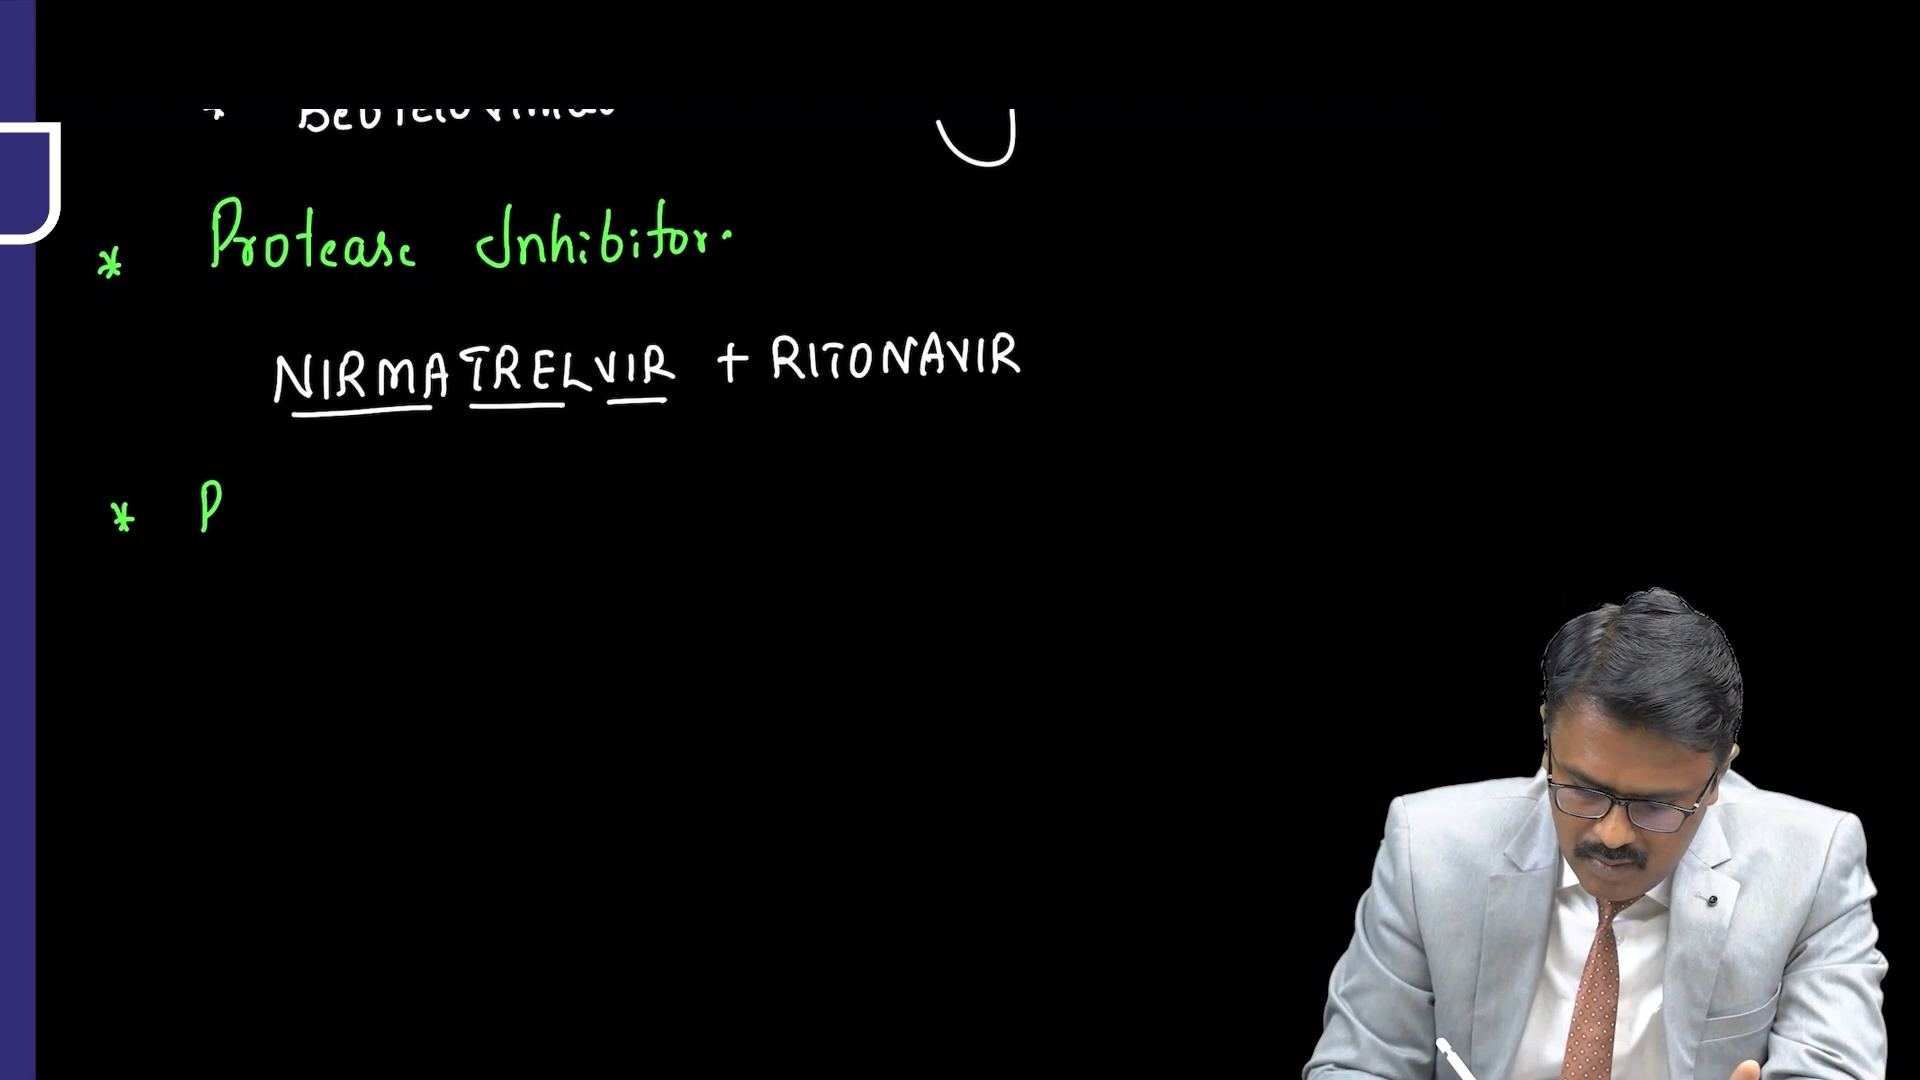 * Protease Inhibitor.
NIRMATRELVIR + RITONAVIR
* P